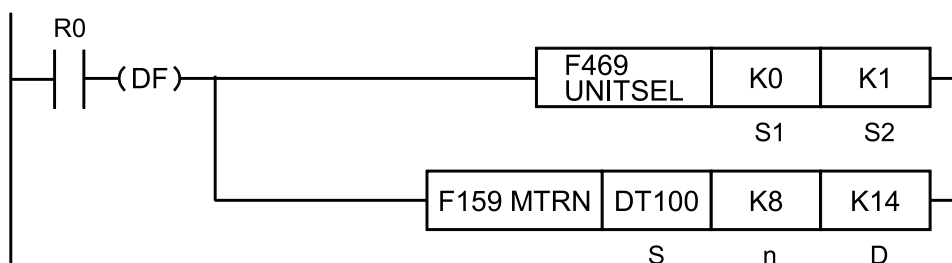 R0
(DF)
F469
UNITSEL
K0
K1
S1
S2
F159 MTRN
DT100
K8
K14
S
n
D